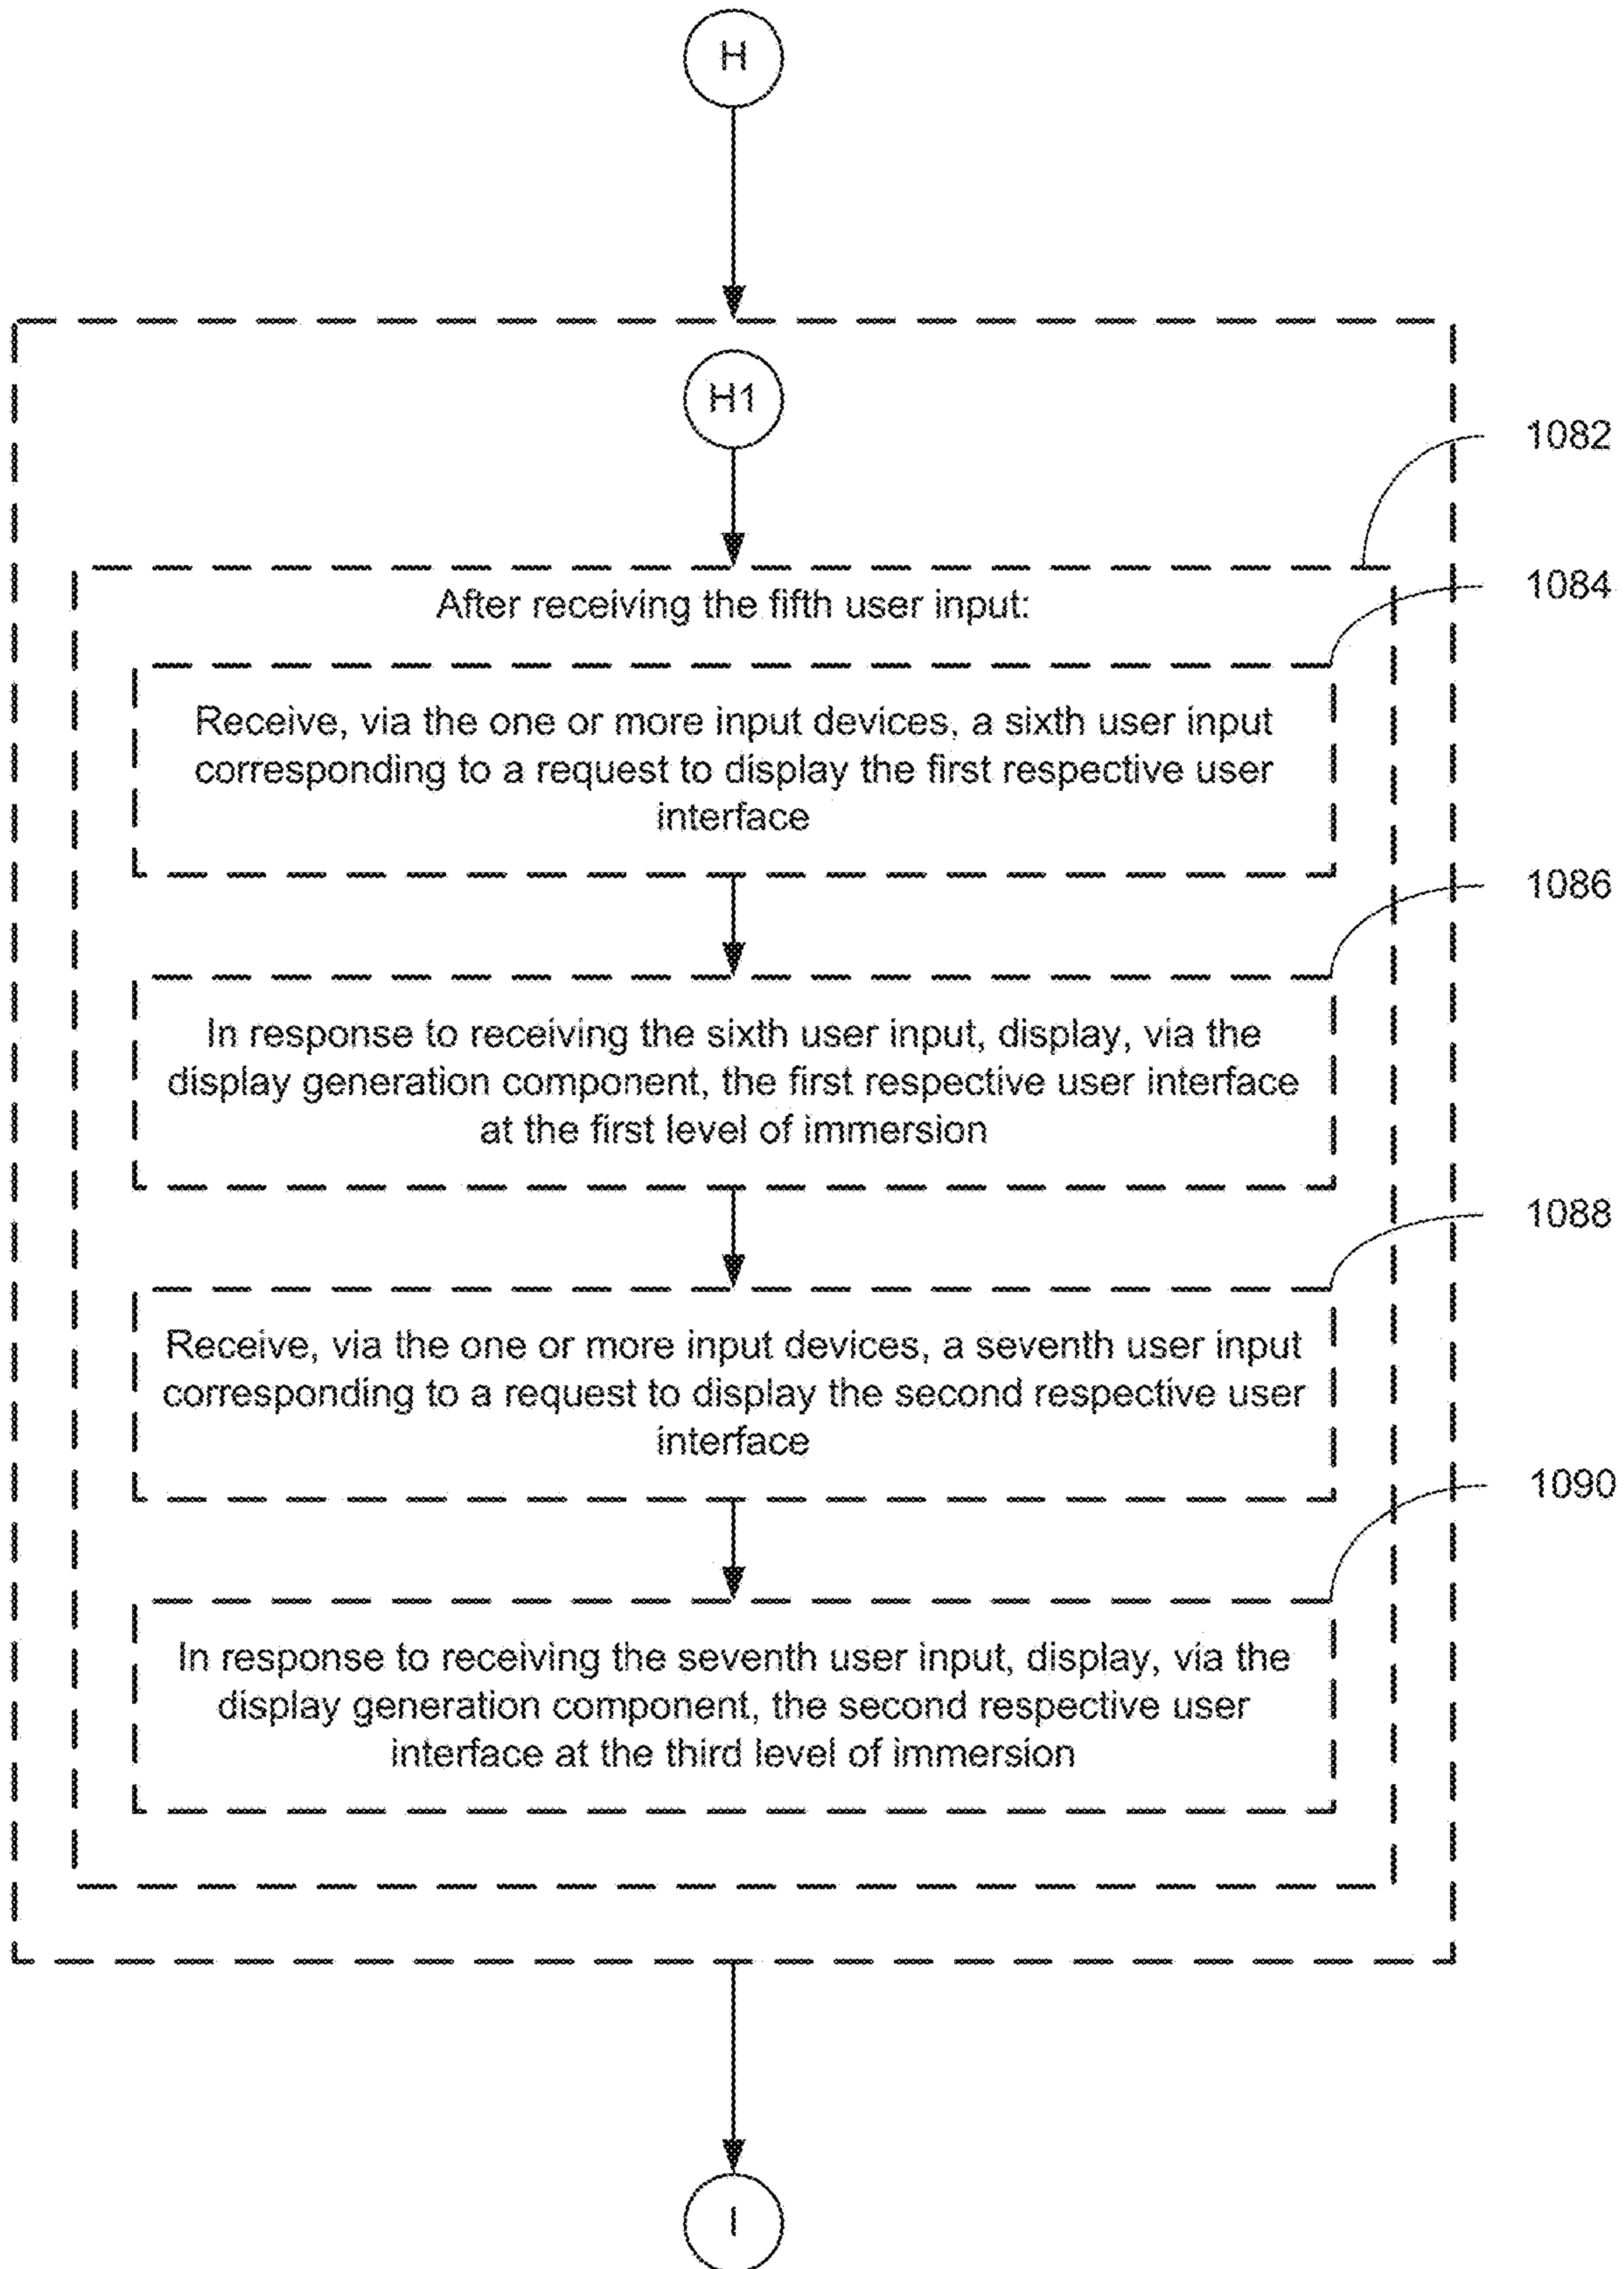 H
H1
1082
After receiving the fifth user input:
1084
Receive, via the one or more input devices, a sixth user input
corresponding to a request to display the first respective user
interface
1086
In response to receiving the sixth user input, display, via the
display generation component, the first respective user interface
at the first level of immersion
1088
Receive, via the one or more input devices, a seventh user input
corresponding to a request to display the second respective user
interface
1090
In response to receiving the seventh user input, display, via the
display generation component, the second respective user
interface at the third level of immersion
I